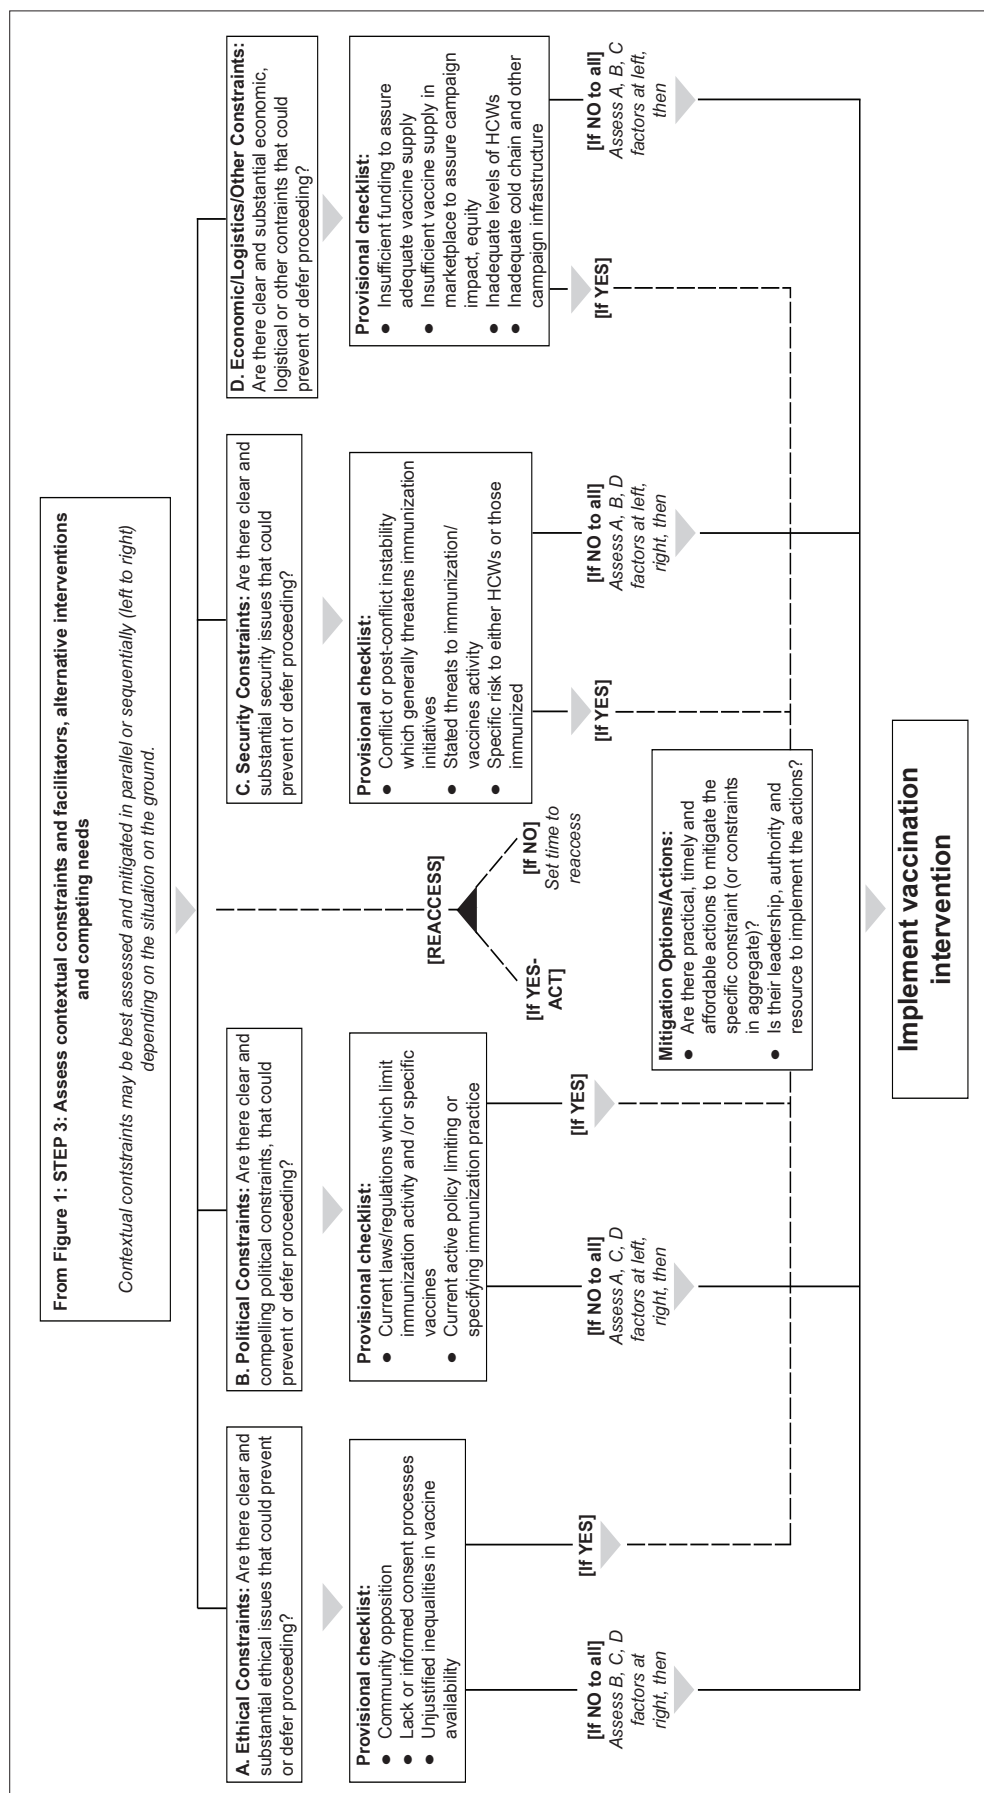 From Figure 1: STEP 3: Assess contextual constraints and facilitators, alternative interventions
and competing needs
Contextual contstraints may be best assessed and mitigated in parallel or sequentially (left to right)
depending on the situation on the ground.
A. Ethical Constraints: Are there clear and
substantial ethical issues that could prevent
or defer proceeding?
Provisional checklist:
● Community opposition
● Lack or informed consent processes
● Unjustified inequalities in vaccine
availability
[If NO to all]
Assess B, C, D
factors at
right, then
[If YES]
B. Political Constraints: Are there clear and
compelling political constraints, that could
prevent or defer proceeding?
Provisional checklist:
● Current laws/regulations which limit
immunization activity and /or specific
vaccines
● Current active policy limiting or
specifying immunization practice
[If NO to all]
Assess A, C, D
factors at left,
right, then
[If YES]
[REACCESS]
[If YES-
ACT]
[If NO]
Set time to
reaccess
C. Security Constraints: Are there clear and
substantial security issues that could
prevent or defer proceeding?
Provisional checklist:
● Conflict or post-conflict instability
which generally threatens immunization
initiatives
● Stated threats to immunization/
vaccines activity
● Specific risk to either HCWs or those
immunized
[If YES]
[If NO to all]
Assess A, B, D
factors at left,
right, then
D. Economic/Logistics/Other Constraints:
Are there clear and substantial economic,
logistical or other contraints that could
prevent or defer proceeding?
Provisional checklist:
● Insufficient funding to assure
adequate vaccine supply
● Insufficient vaccine supply in
marketplace to assure campaign
impact, equity
● Inadequate levels of HCWs
● Inadequate cold chain and other
campaign infrastructure
[If YES]
[If NO to all]
Assess A, B, C
factors at left,
then
Mitigation Options/Actions:
● Are there practical, timely and
affordable actions to mitigate the
specific constraint (or constraints
in aggregate)?
● Is their leadership, authority and
resource to implement the actions?
Implement vaccination
intervention